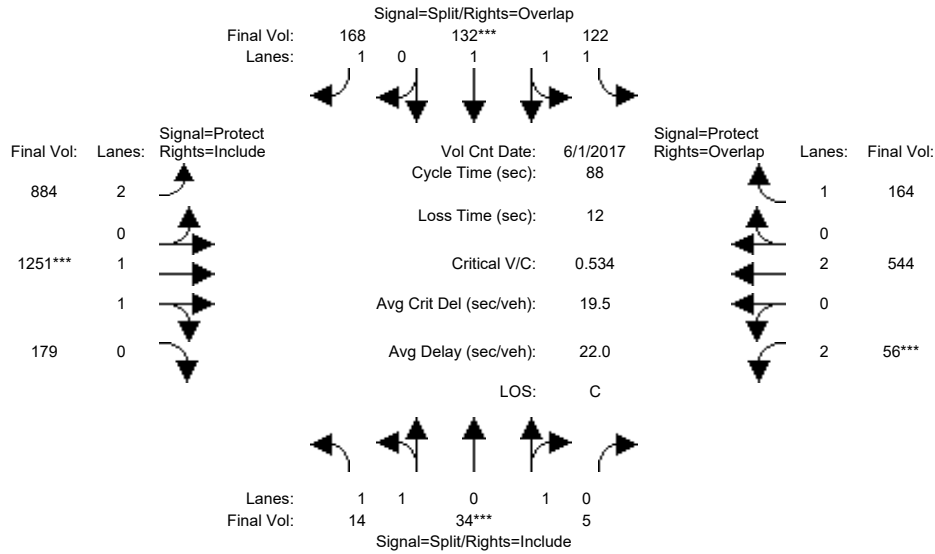 Signal=Split/Rights=Overlap
Final Vol: 168 132*** 122
Lanes: 1 0 1 1 1
Signal=Protect Signal=Protect
Final Vol: Lanes: Rights=Include Vol Cnt Date: 6/1/2017 Rights=Overlap Lanes: Final Vol:
Cycle Time (sec): 88
884 2 1 164
Loss Time (sec): 12
0 0
1251*** 1 Critical V/C: 0.534 2 544
1 Avg Crit Del (sec/veh): 19.5 0
179 0 Avg Delay (sec/veh): 22.0 2 56***
LOS: C
Lanes: 1 1 0 1 0
Final Vol: 14 34*** 5
Signal=Split/Rights=Include